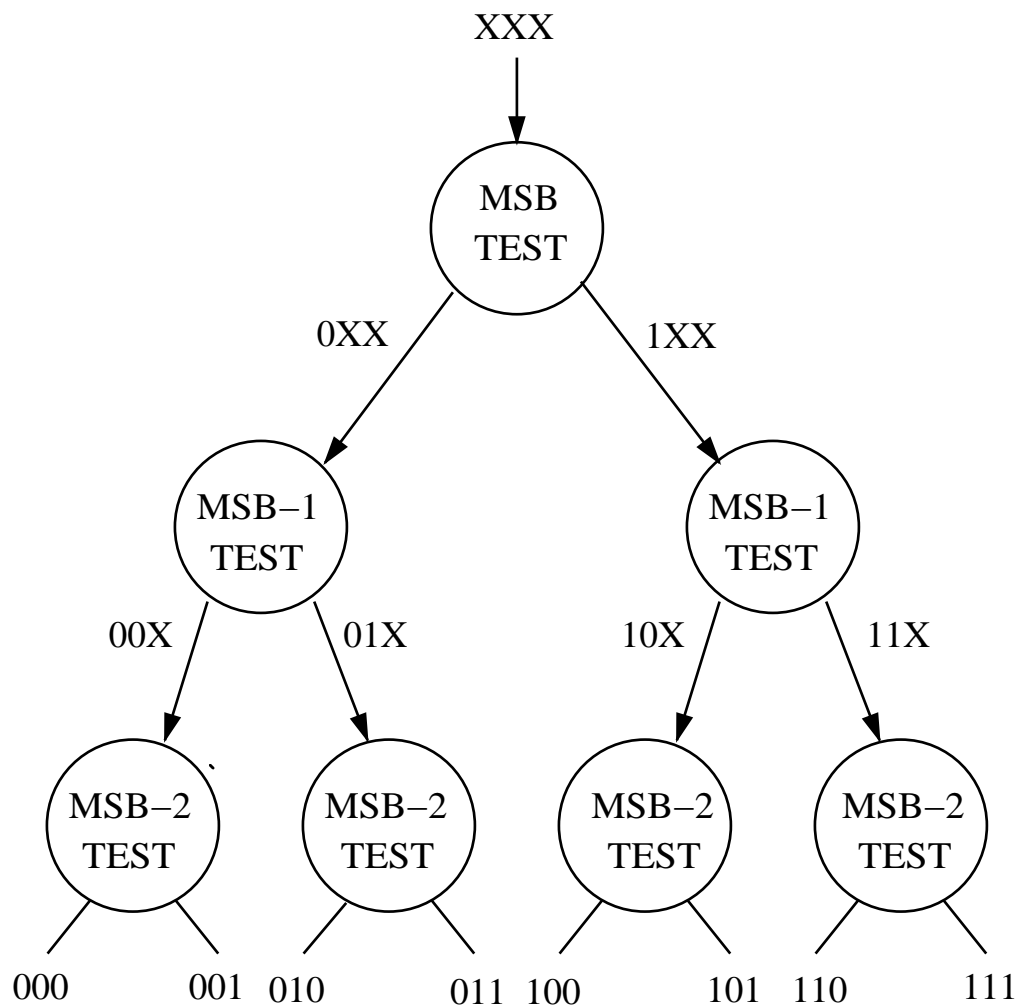 XXX
MSB
TEST
0XX
1XX
MSB−1
TEST
MSB−1
TEST
00X
01X
10X
11X
MSB−2
TEST
MSB−2
TEST
MSB−2
TEST
MSB−2
TEST
000
001
010
011
100
101
110
111